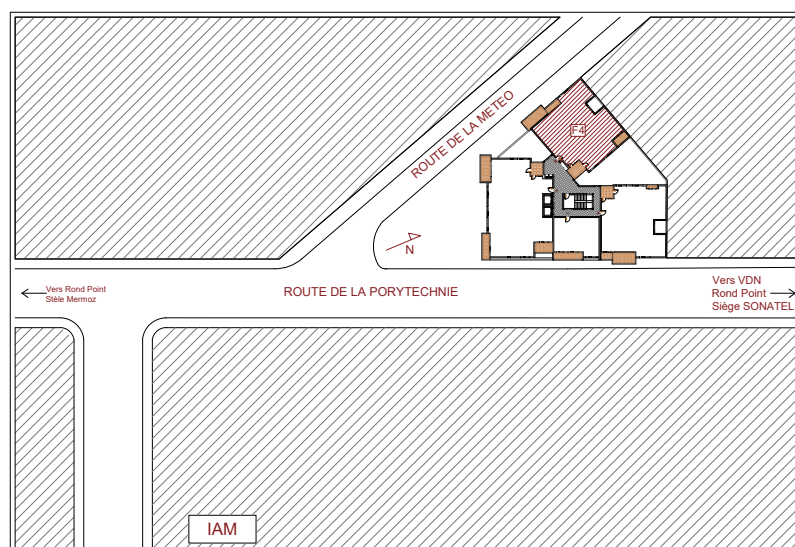 ROUTE DE LA METEO
F4
N
Vers Rond Point
Stéle Mermoz
ROUTE DE LA PORYTECHNIE
Vers VDN
Rond Point
Siège SONATEL
IAM